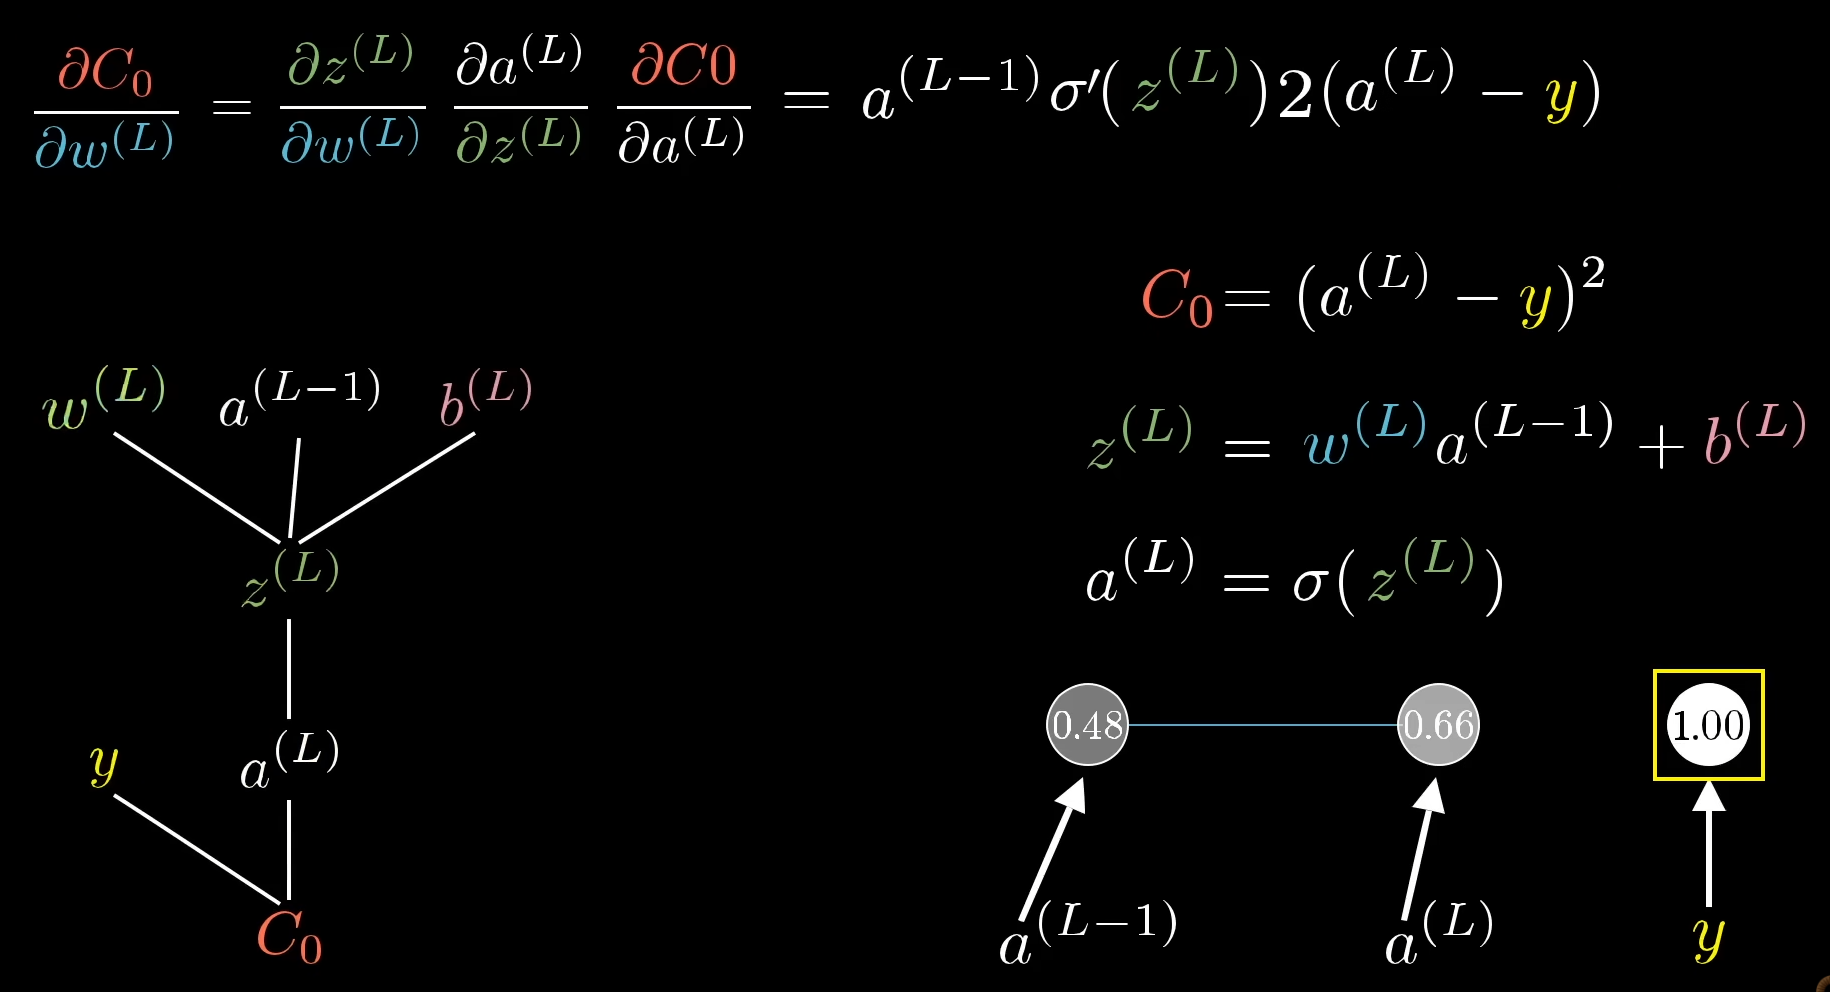 ∂C₀/∂w⁽ᴸ⁾ = ∂z⁽ᴸ⁾/∂w⁽ᴸ⁾ ∂a⁽ᴸ⁾/∂z⁽ᴸ⁾ ∂C0/∂a⁽ᴸ⁾ = a⁽ᴸ⁻¹⁾σ′(z⁽ᴸ⁾)2(a⁽ᴸ⁾ − y)
C₀ = (a⁽ᴸ⁾ − y)²
z⁽ᴸ⁾ = w⁽ᴸ⁾a⁽ᴸ⁻¹⁾ + b⁽ᴸ⁾
a⁽ᴸ⁾ = σ(z⁽ᴸ⁾)
w⁽ᴸ⁾ a⁽ᴸ⁻¹⁾ b⁽ᴸ⁾
z⁽ᴸ⁾
y a⁽ᴸ⁾
C₀
0.48 0.66 1.00
a⁽ᴸ⁻¹⁾ a⁽ᴸ⁾ y